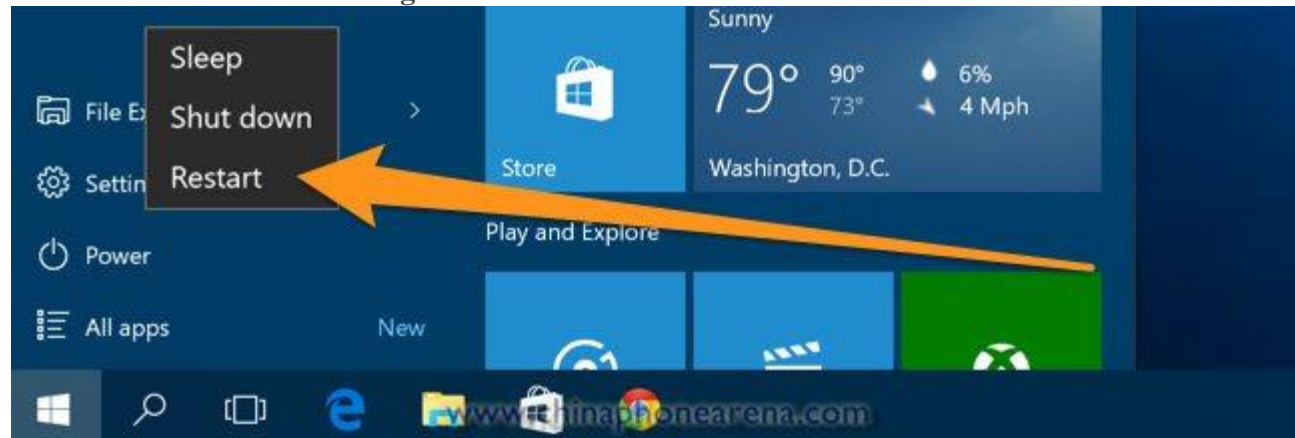 Sleep
Shut down
Restart
File Ex
Settin
Power
All apps
New
Store
Sunny
79°
90°
73°
6%
4 Mph
Washington, D.C.
Play and Explore
www.chinaphonearena.com